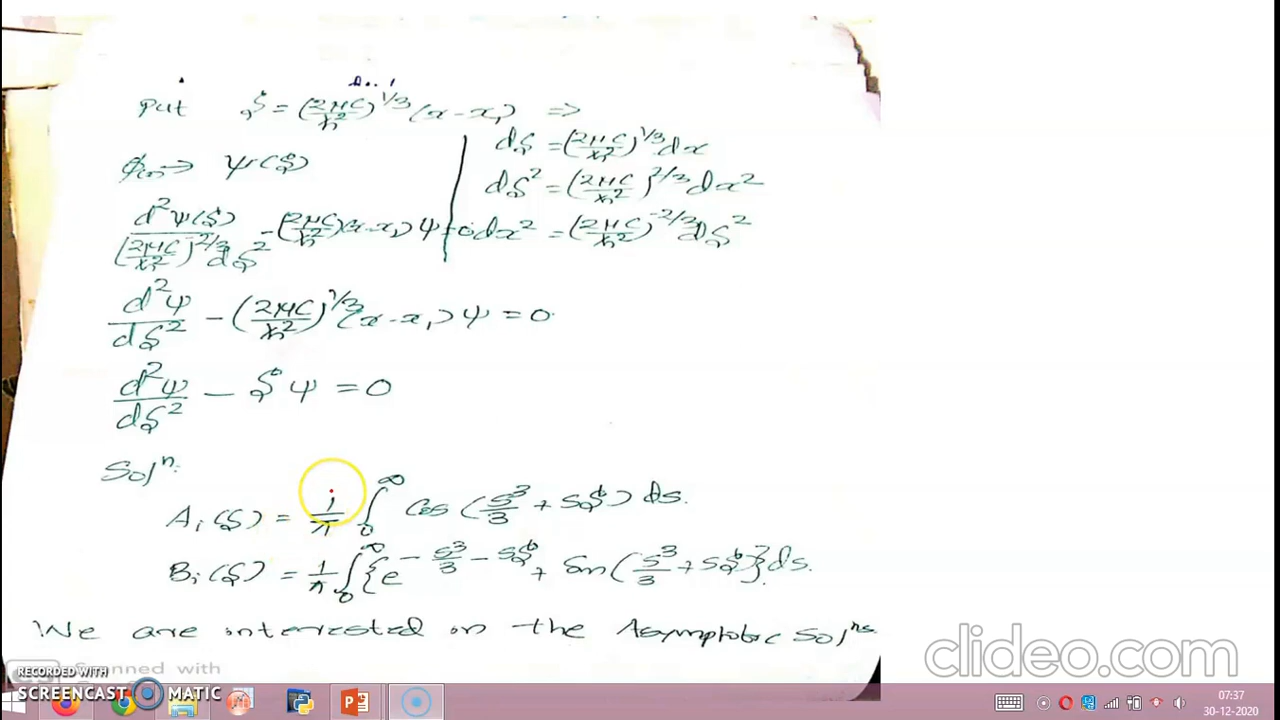 Put ξ = (2μC/ħ²)^1/3 (x - x₁) ⇒
dξ = (2μC/ħ²)^1/3 dx
φ(x) ⇒ ψ(ξ)
dξ² = (2μC/ħ²)^2/3 dx²
d²ψ(ξ)/(2μC/ħ²)^-2/3 dξ² - (2μC/ħ²)(x-x₁) ψ = 0
dx² = (2μC/ħ²)^-2/3 dξ²
d²ψ/dξ² - (2μC/ħ²)^1/3 (x-x₁) ψ = 0
d²ψ/dξ² - ξ ψ = 0
Solⁿ:
Ai(ξ) = 1/π ∫₀^∞ Cos (s³/3 + sξ) ds.
Bi(ξ) = 1/π ∫₀^∞ {e^(-s³/3 - sξ) + Sin (s³/3 + sξ)} ds.
We are interested in the Asymptotic Solⁿˢ.
clideo.com
RECORDED WITH
SCREENCAST MATIC
07:37
30-12-2020